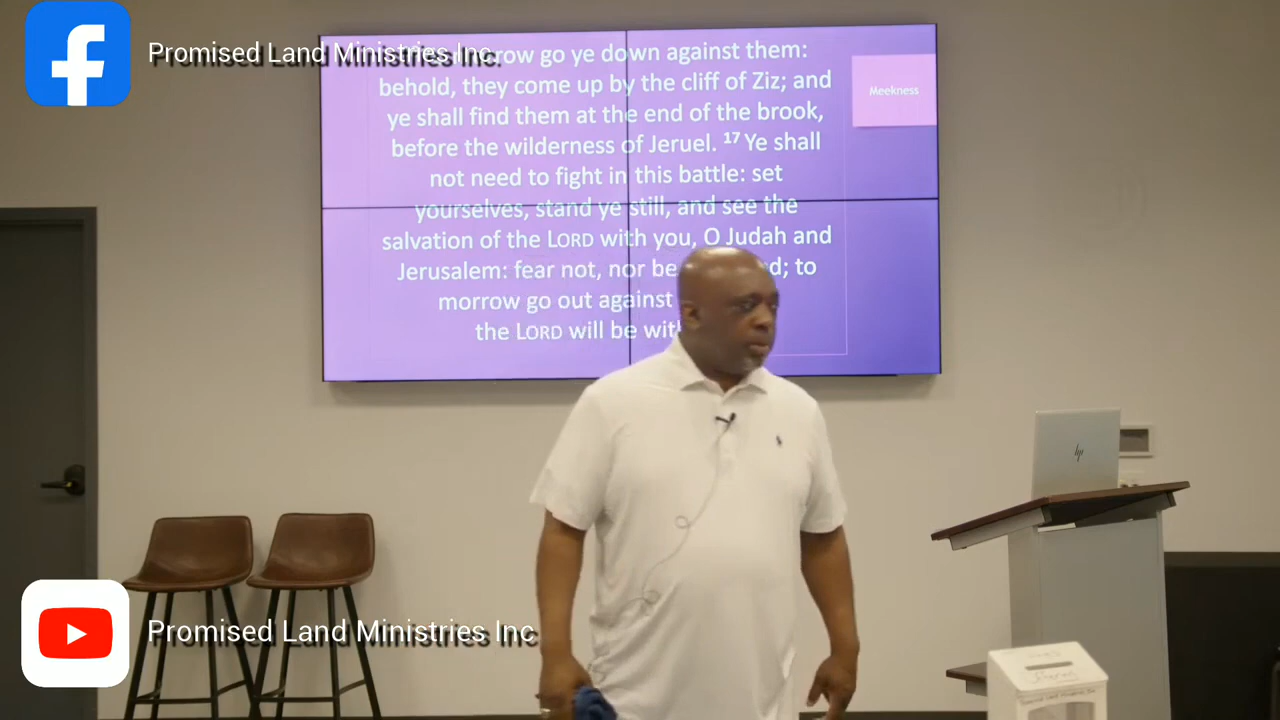 Promised Land Ministries Inc.
row go ye down against them:
behold, they come up by the cliff of Ziz; and
ye shall find them at the end of the brook,
before the wilderness of Jeruel. 17 Ye shall
not need to fight in this battle: set
yourselves, stand ye still, and see the
salvation of the LORD with you, O Judah and
Jerusalem: fear not, nor be d; to
morrow go out against
the LORD will be with
Meekness
hp
Promised Land Ministries Inc